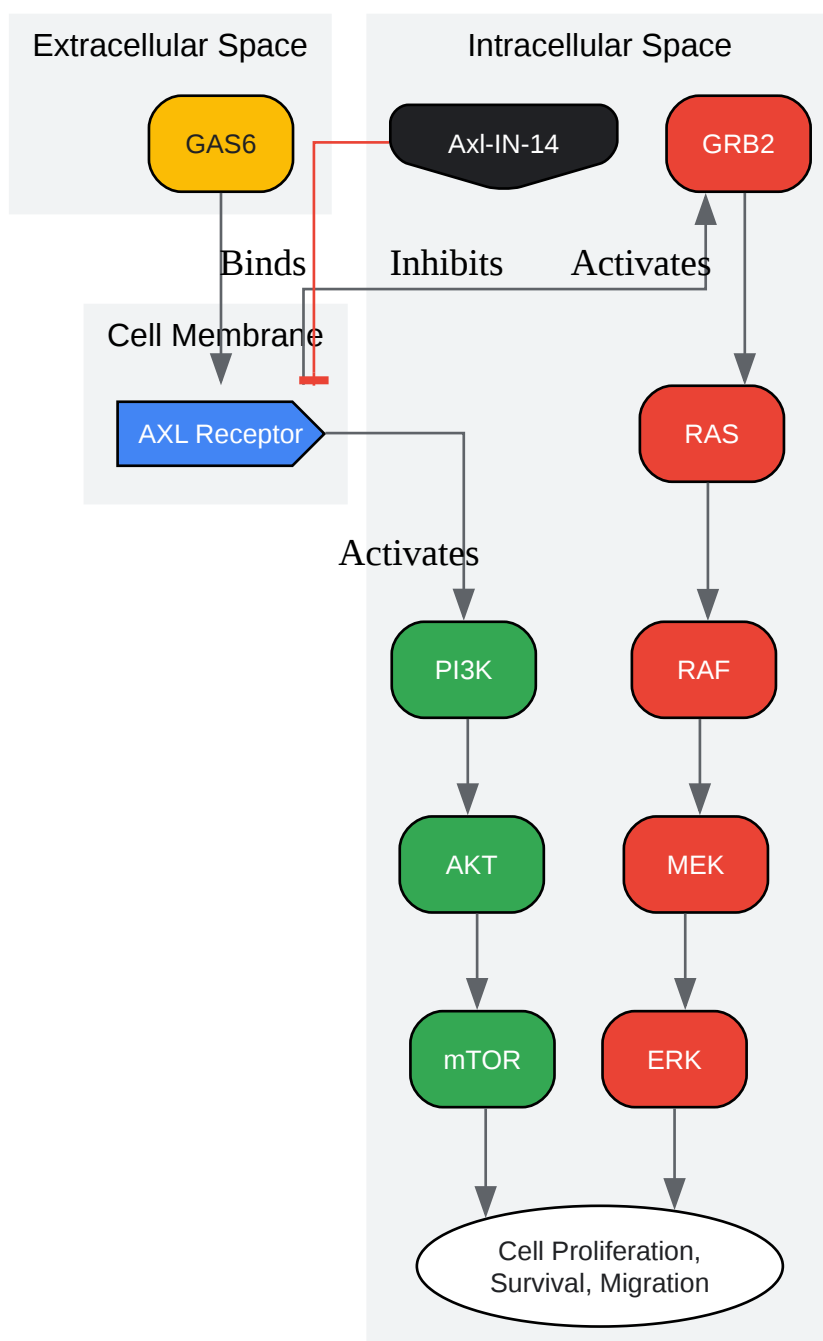 Extracellular Space
Intracellular Space
GAS6
Axl-IN-14
GRB2
Binds
Inhibits
Activates
Cell Membrane
AXL Receptor
RAS
Activates
PI3K
RAF
AKT
MEK
mTOR
ERK
Cell Proliferation,
Survival, Migration